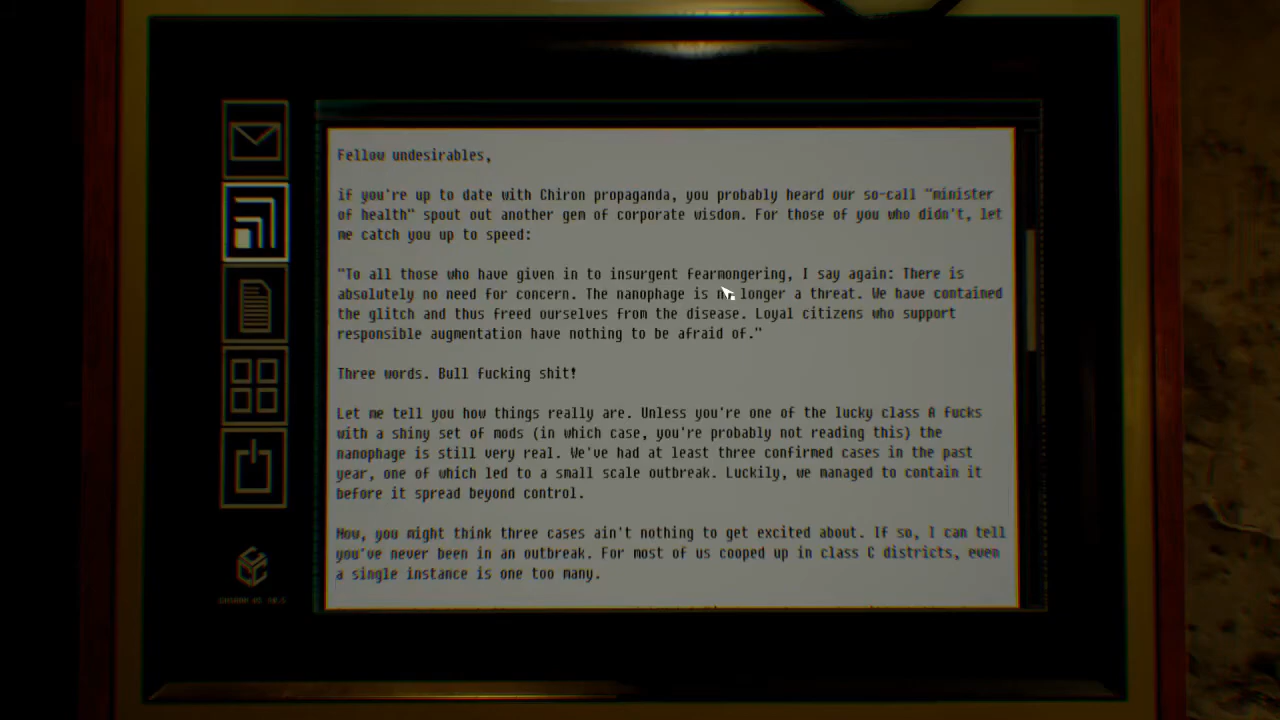 Fellow undesirables,
if you're up to date with Chiron propaganda, you probably heard our so-call "minister
of health" spout out another gem of corporate wisdom. For those of you who didn't, let
me catch you up to speed:
"To all those who have given in to insurgent fearmongering, I say again: There is
absolutely no need for concern. The nanophage is no longer a threat. We have contained
the glitch and thus freed ourselves from the disease. Loyal citizens who support
responsible augmentation have nothing to be afraid of."
Three words. Bull fucking shit!
Let me tell you how things really are. Unless you're one of the lucky class A fucks
with a shiny set of mods (in which case, you're probably not reading this) the
nanophage is still very real. We've had at least three confirmed cases in the past
year, one of which led to a small scale outbreak. Luckily, we managed to contain it
before it spread beyond control.
Now, you might think three cases ain't nothing to get excited about. If so, I can tell
you've never been in an outbreak. For most of us cooped up in class C districts, even
a single instance is one too many.